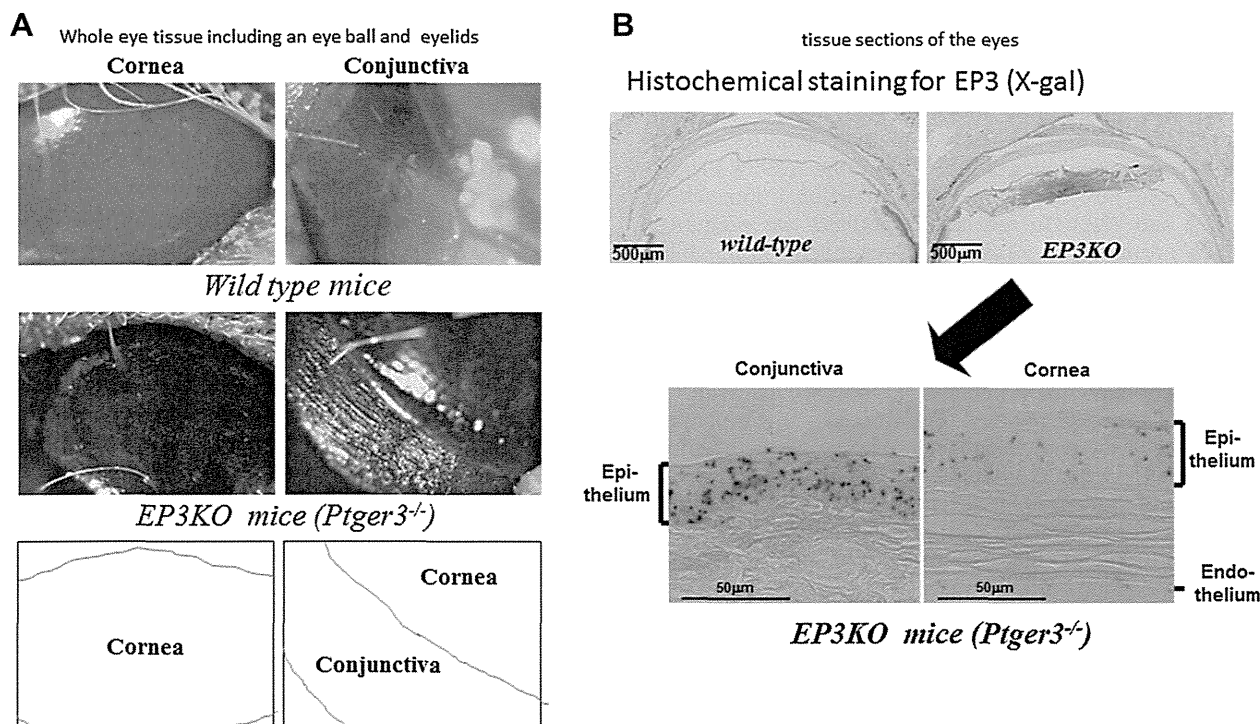 A
Whole eye tissue including an eye ball and eyelids
Cornea
Conjunctiva
Wild type mice
EP3KO mice (Ptger3-/-)
Cornea
Cornea
Conjunctiva
B
tissue sections of the eyes
Histochemical staining for EP3 (X-gal)
500μm
wild-type
500μm
EP3KO
Conjunctiva
Cornea
Epi-
thelium
Epi-
thelium
50μm
50μm
Endo-
thelium
EP3KO mice (Ptger3-/-)